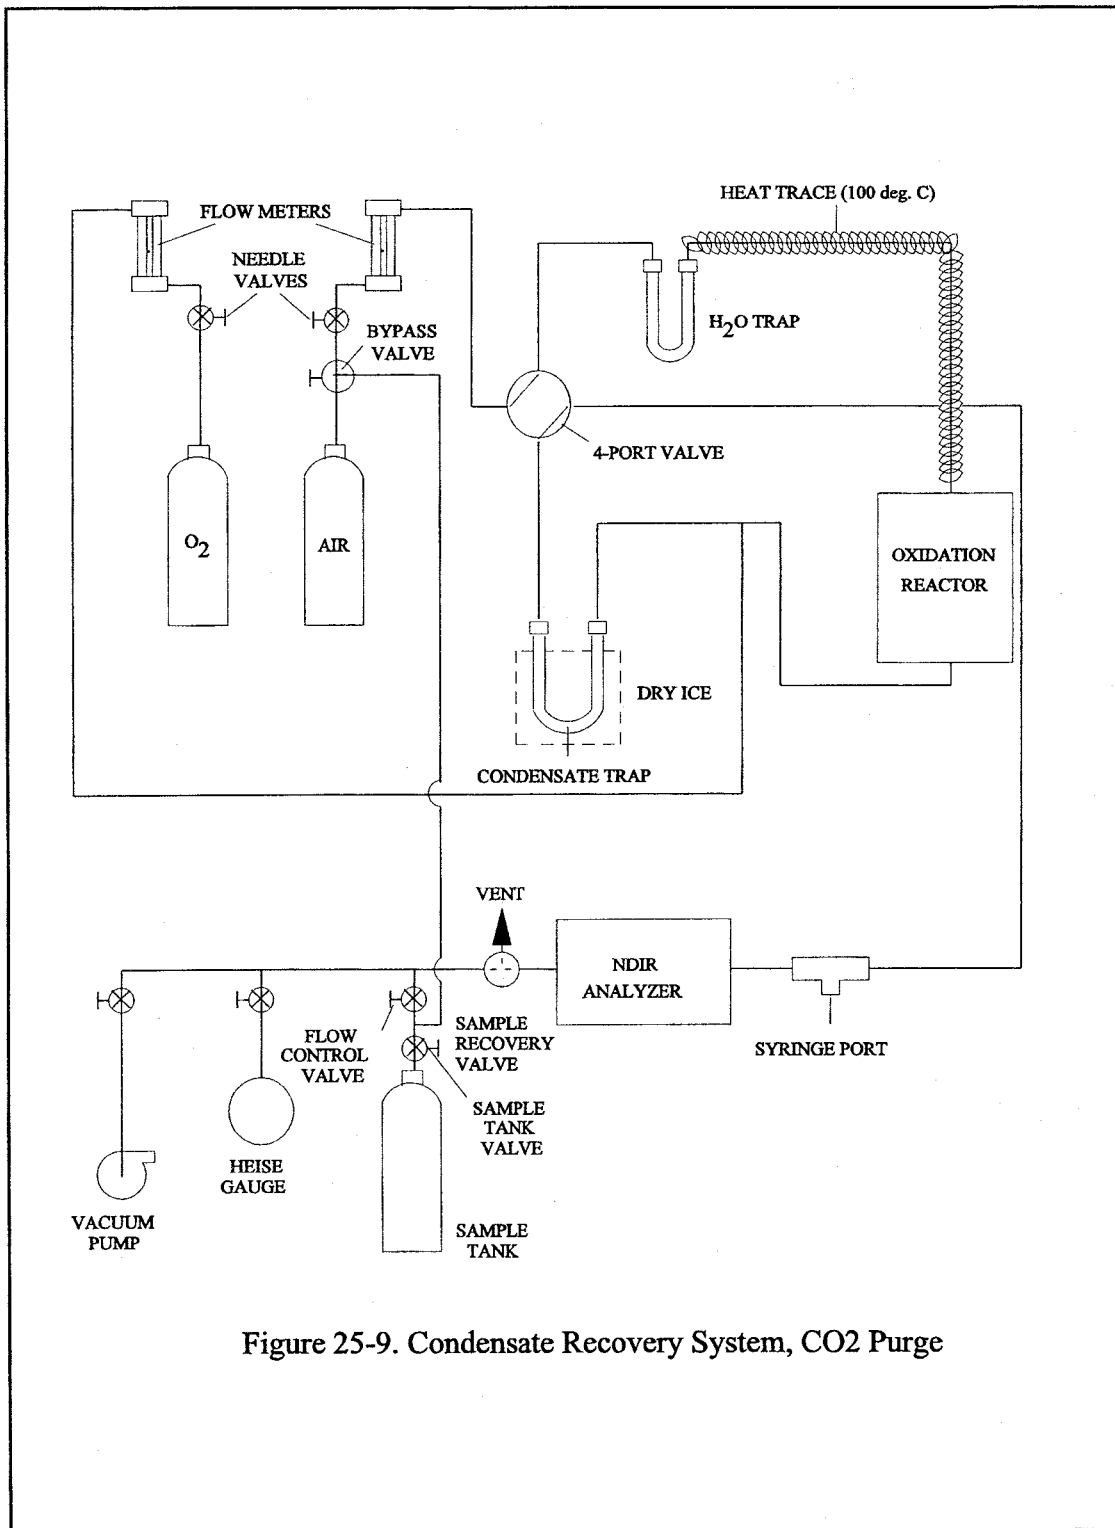 HEAT TRACE (100 deg. C)
FLOW METERS
NEEDLE
VALVES
H2O TRAP
BYPASS
VALVE
4-PORT VALVE
O2
AIR
OXIDATION
REACTOR
DRY ICE
CONDENSATE TRAP
VENT
NDIR
ANALYZER
SYRINGE PORT
FLOW
CONTROL
VALVE
SAMPLE
RECOVERY
VALVE
SAMPLE
TANK
VALVE
HEISE
GAUGE
VACUUM
PUMP
SAMPLE
TANK
Figure 25-9. Condensate Recovery System, CO2 Purge